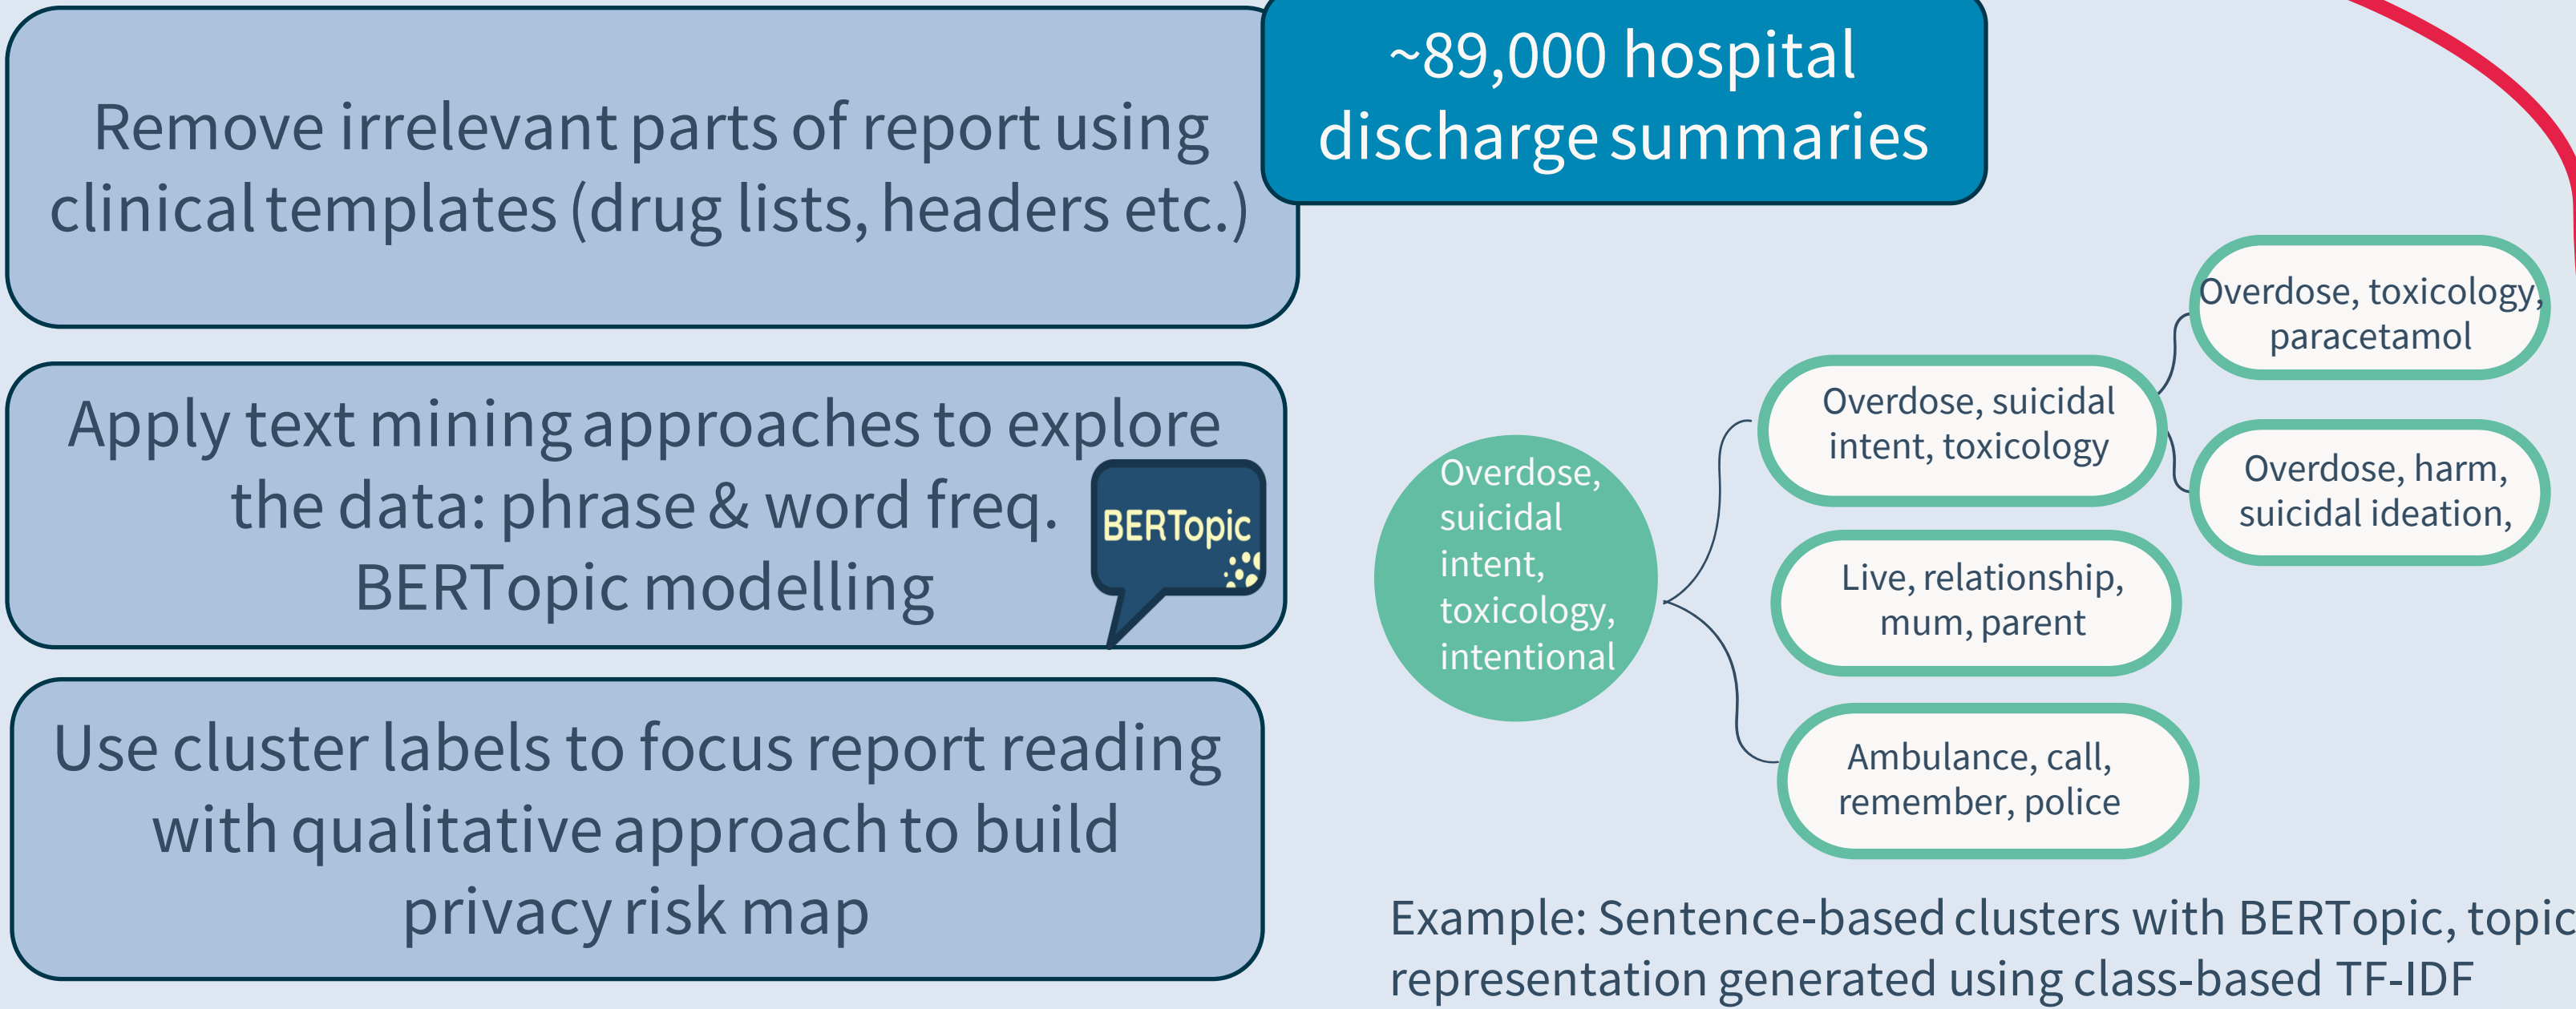 Remove irrelevant parts of report using
clinical templates (drug lists, headers etc.)
~89,000 hospital
discharge summaries
Apply text mining approaches to explore
the data: phrase & word freq.
BERTopic modelling
BERTopic
Use cluster labels to focus report reading
with qualitative approach to build
privacy risk map
Overdose,
suicidal
intent,
toxicology,
intentional
Overdose, suicidal
intent, toxicology
Overdose, toxicology,
paracetamol
Overdose, harm,
suicidal ideation,
Live, relationship,
mum, parent
Ambulance, call,
remember, police
Example: Sentence-based clusters with BERTopic, topic
representation generated using class-based TF-IDF